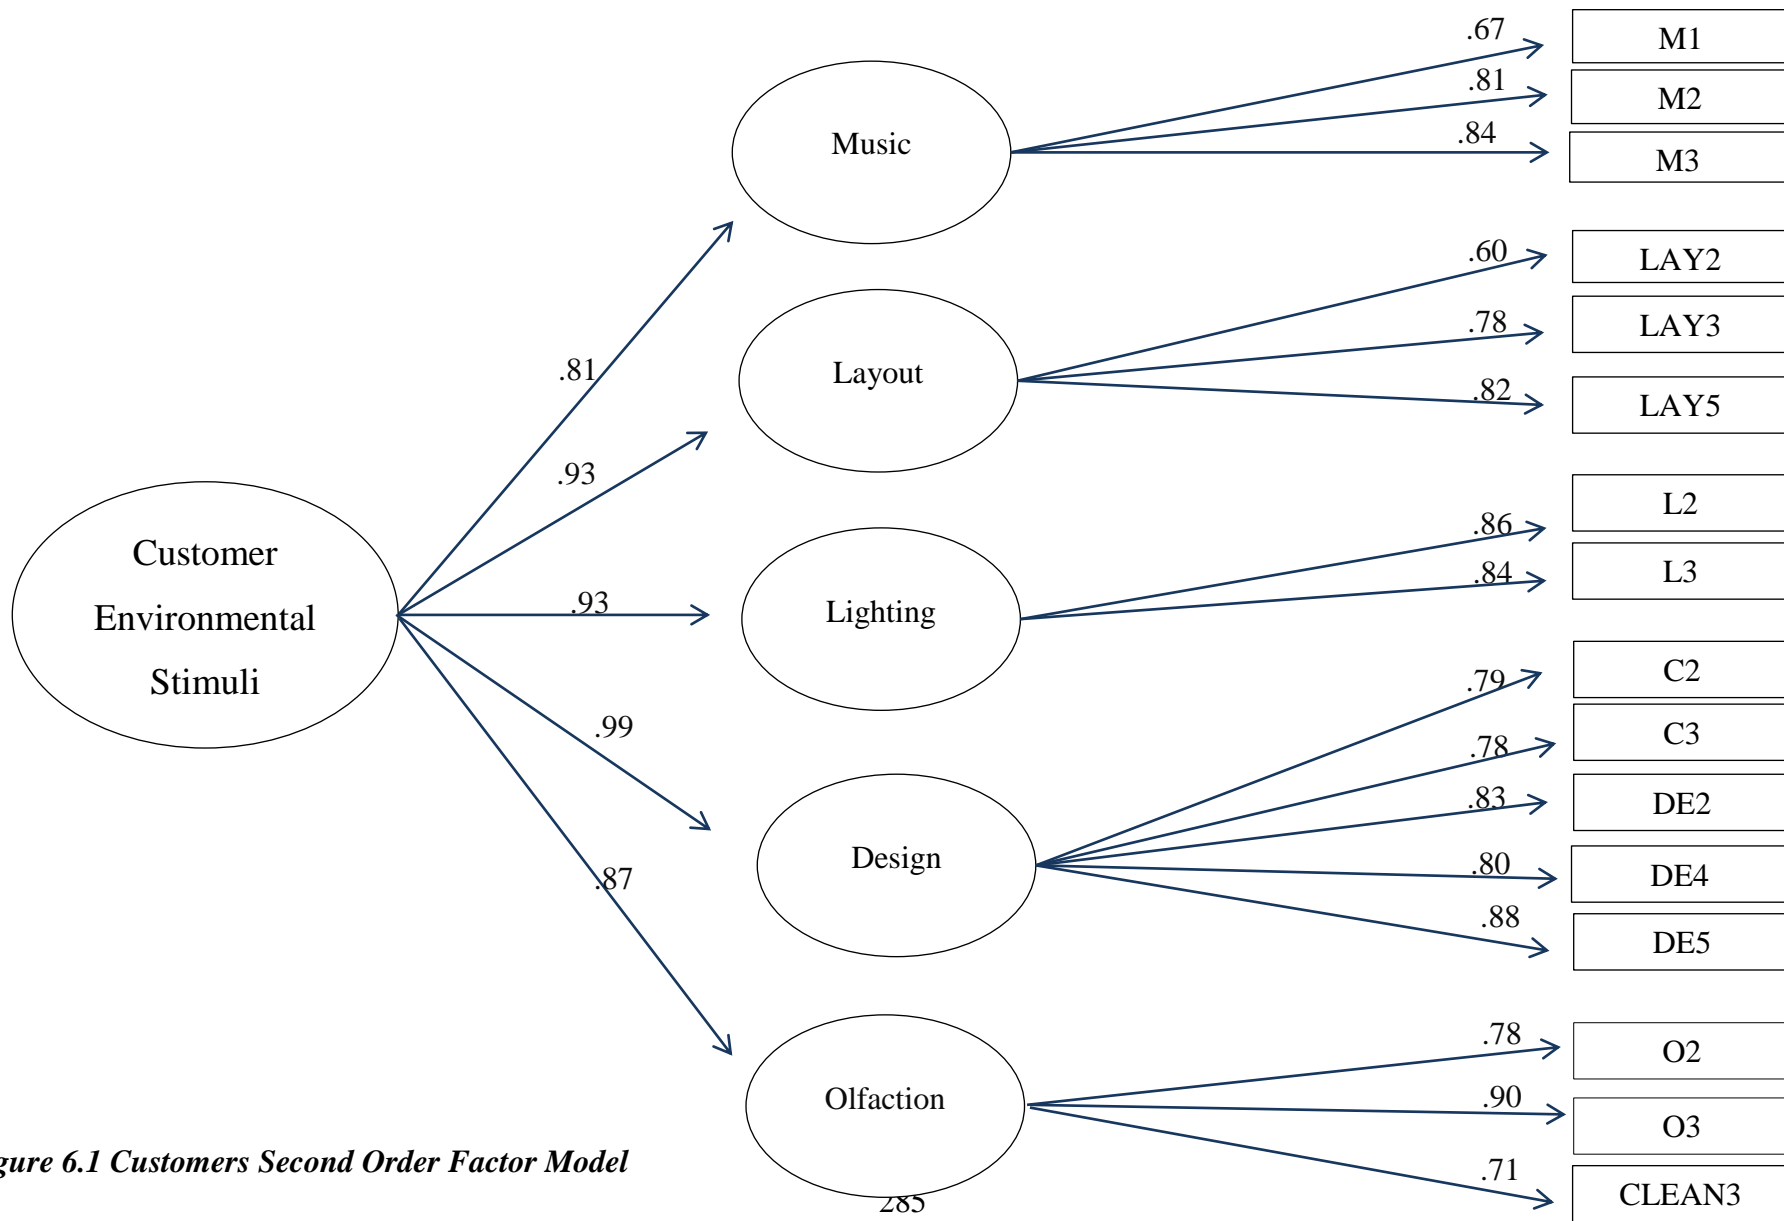 .67
M1
.81
M2
Music
.84
M3
.60
LAY2
.78
LAY3
.81
Layout
.82
LAY5
.93
.86
L2
Customer
Environmental
Stimuli
.93
Lighting
.84
L3
.79
C2
.99
.78
C3
.83
DE2
Design
.80
DE4
.87
.88
DE5
.78
O2
Olfaction
.90
O3
gure 6.1 Customers Second Order Factor Model
.71
CLEAN3
285